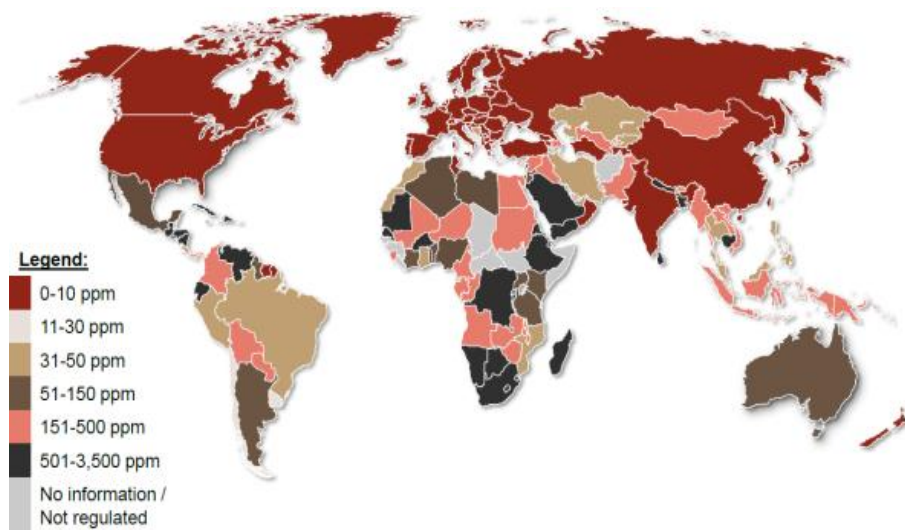 Legend:
0-10 ppm
11-30 ppm
31-50 ppm
51-150 ppm
151-500 ppm
501-3,500 ppm
No information /
Not regulated